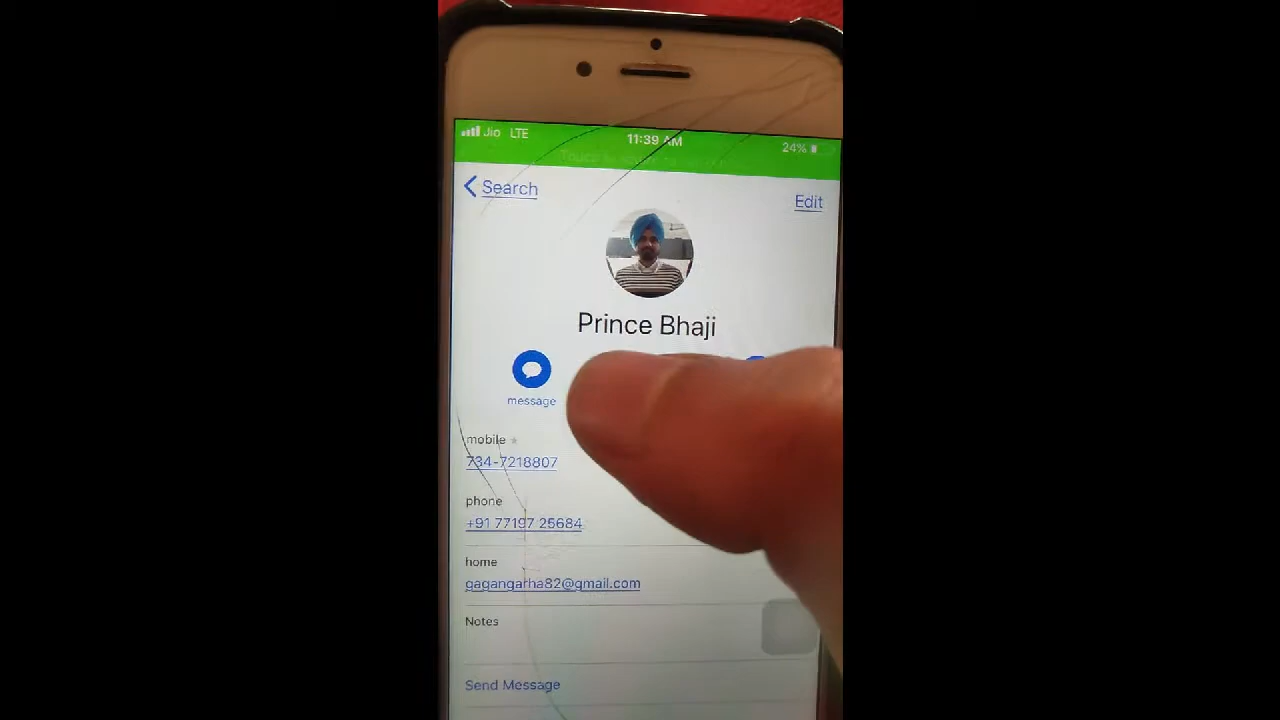 Jio LTE 11:39 AM 24%
Search Edit
Prince Bhaji
message
mobile
734-7218807
phone
+91 77197 25684
home
gagangarha82@gmail.com
Notes
Send Message